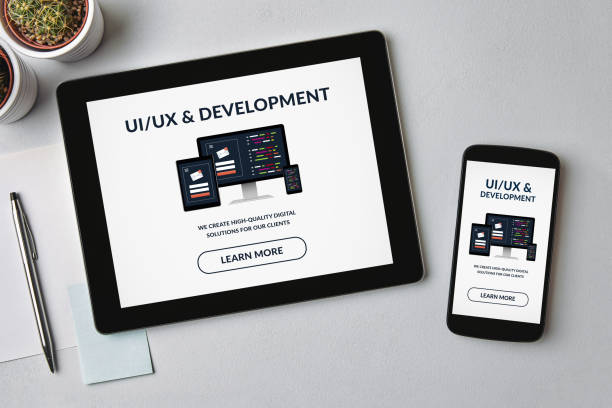 UI/UX & DEVELOPMENT
WE CREATE HIGH-QUALITY DIGITAL
SOLUTIONS FOR OUR CLIENTS
LEARN MORE
UI/UX &
DEVELOPMENT
WE CREATE HIGH-QUALITY DIGITAL
SOLUTIONS FOR OUR CLIENTS
LEARN MORE